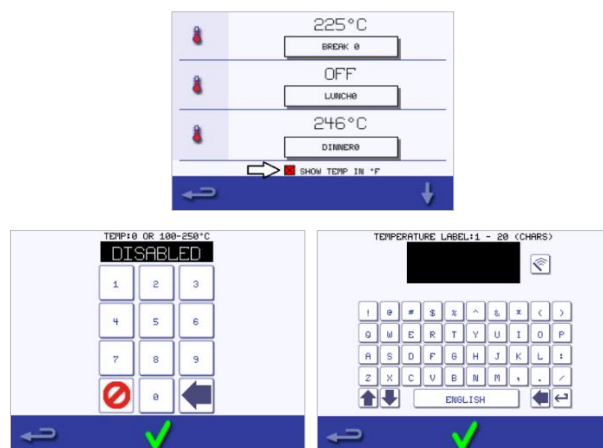 225°C
BREAK 0
OFF
LUNCH0
246°C
DINNER0
SHOW TEMP IN °F
TEMP:0 OR 100-250°C
DISABLED
1 2 3
4 5 6
7 8 9
0
TEMPERATURE LABEL:1 - 20 (CHARS)
! @ # $ % ^ & * ( )
Q W E R T Y U I O P
A S D F G H J K L :
Z X C V B N M , . /
ENGLISH